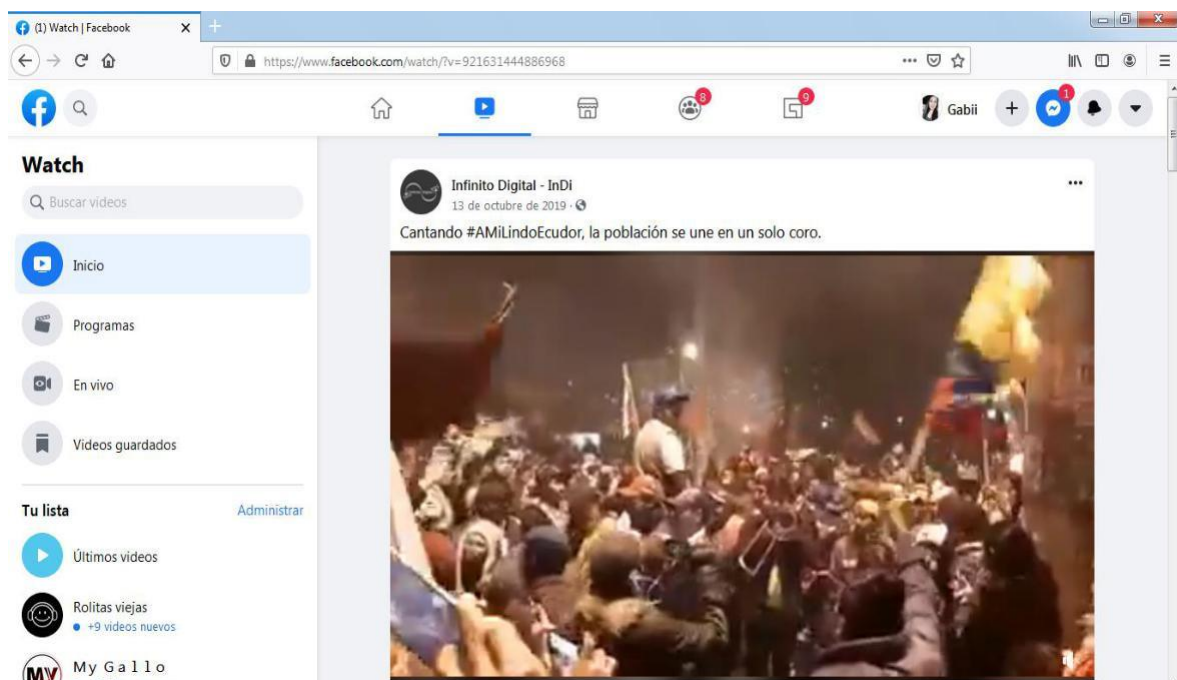 (1) Watch | Facebook
https://www.facebook.com/watch/?v=921631444886968
8
9
Gabii
1
Watch
Buscar videos
Inicio
Programas
En vivo
Videos guardados
Tu lista
Administrar
Últimos videos
Rolitas viejas
+9 videos nuevos
MY
My Gallo
Infinito Digital - InDi
13 de octubre de 2019
Cantando #AMiLindoEcudor, la población se une en un solo coro.